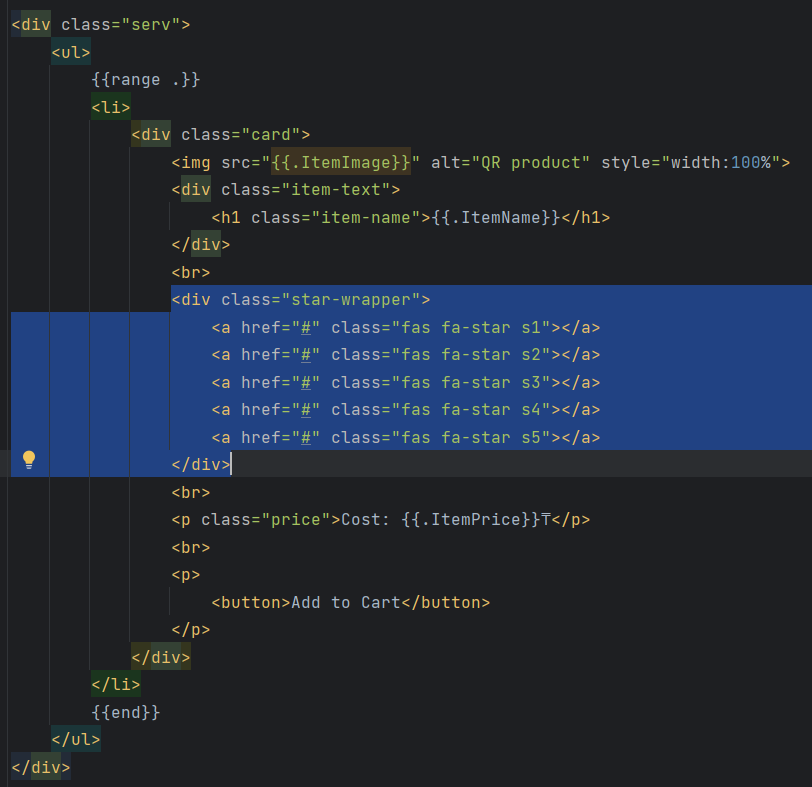 <div class="serv">
    <ul>
        {{range .}}
        <li>
            <div class="card">
                <img src="{{.ItemImage}}" alt="QR product" style="width:100%">
                <div class="item-text">
                    <h1 class="item-name">{{.ItemName}}</h1>
                </div>
                <br>
                <div class="star-wrapper">
                    <a href="#" class="fas fa-star s1"></a>
                    <a href="#" class="fas fa-star s2"></a>
                    <a href="#" class="fas fa-star s3"></a>
                    <a href="#" class="fas fa-star s4"></a>
                    <a href="#" class="fas fa-star s5"></a>
                </div>
                <br>
                <p class="price">Cost: {{.ItemPrice}}₸</p>
                <br>
                <p>
                    <button>Add to Cart</button>
                </p>
            </div>
        </li>
        {{end}}
    </ul>
</div>